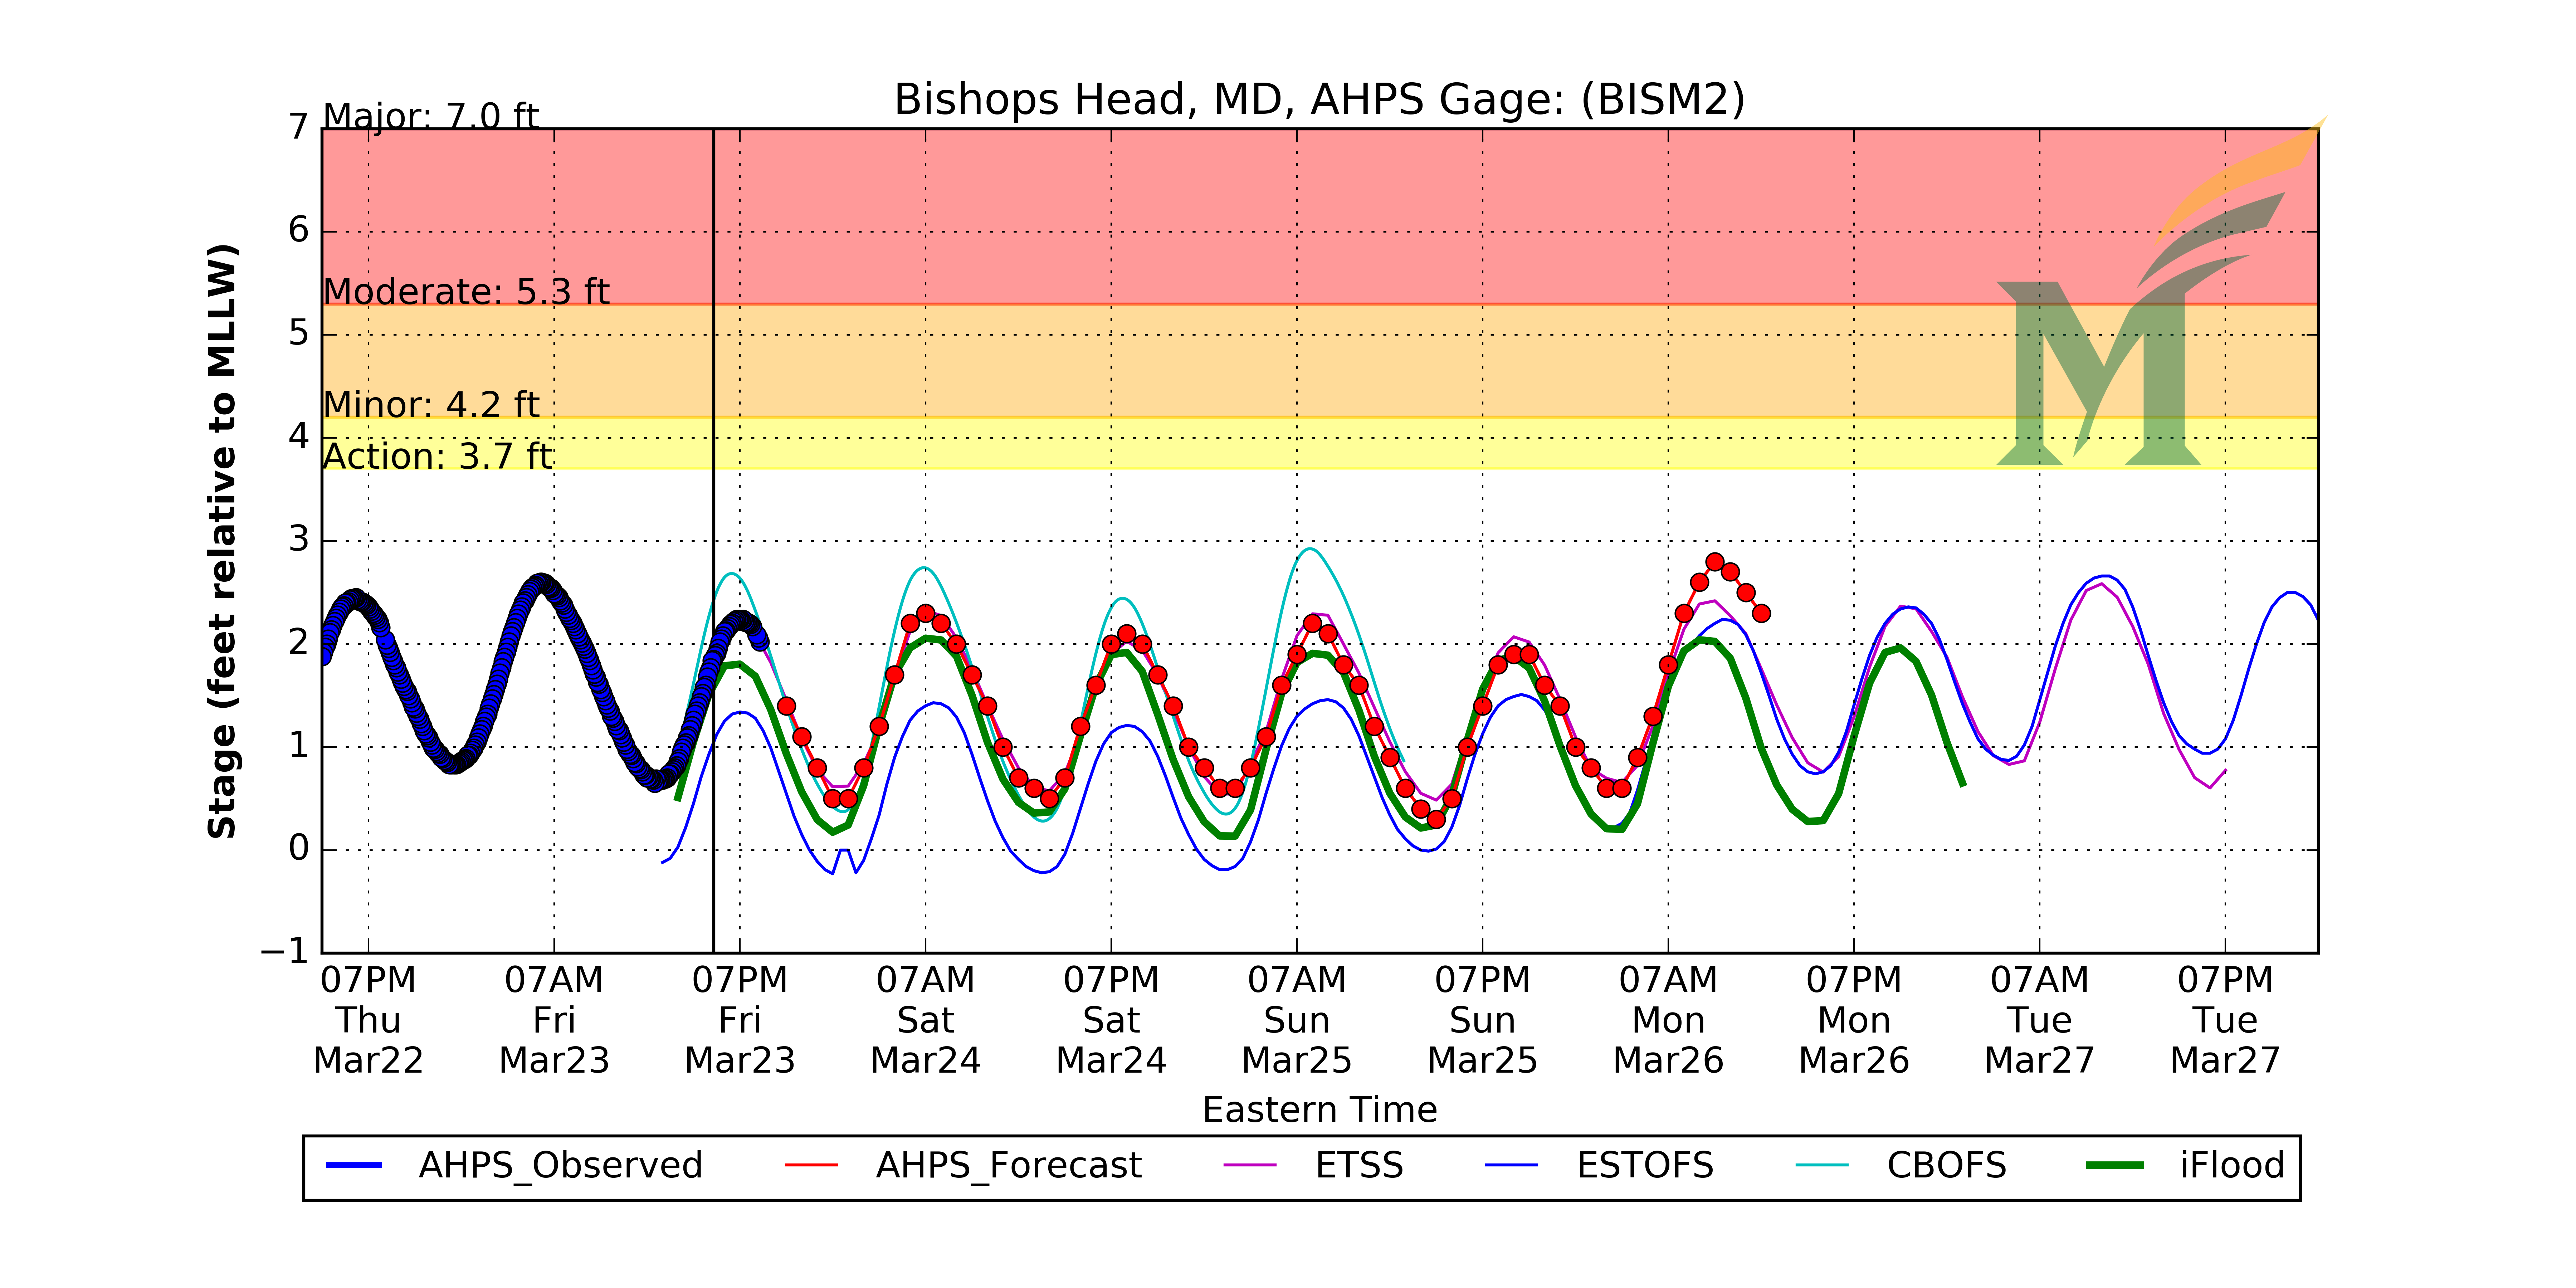 Bishops Head, MD, AHPS Gage: (BISM2)
Major: 7.0 ft
Moderate: 5.3 ft
Minor: 4.2 ft
Action: 3.7 ft
7
6
5
4
3
2
1
0
−1
Stage (feet relative to MLLW)
07PM 07AM 07PM 07AM 07PM 07AM 07PM 07AM 07PM 07AM 07PM
Thu Fri Fri Sat Sat Sun Sun Mon Mon Tue Tue
Mar22 Mar23 Mar23 Mar24 Mar24 Mar25 Mar25 Mar26 Mar26 Mar27 Mar27
Eastern Time
AHPS_Observed AHPS_Forecast ETSS ESTOFS CBOFS iFlood
M